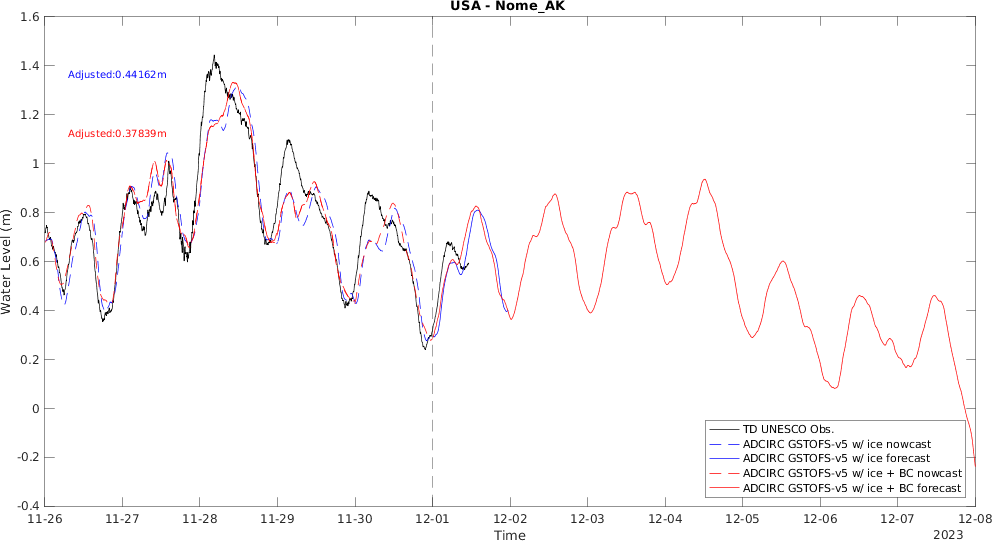 USA - Nome_AK
1.6
1.4
1.2
1
0.8
0.6
0.4
0.2
0
-0.2
-0.4
Water Level (m)
Adjusted:0.44162m
Adjusted:0.37839m
TD UNESCO Obs.
ADCIRC GSTOFS-v5 w/ ice nowcast
ADCIRC GSTOFS-v5 w/ ice forecast
ADCIRC GSTOFS-v5 w/ ice + BC nowcast
ADCIRC GSTOFS-v5 w/ ice + BC forecast
11-26 11-27 11-28 11-29 11-30 12-01 12-02 12-03 12-04 12-05 12-06 12-07 12-08
Time
2023